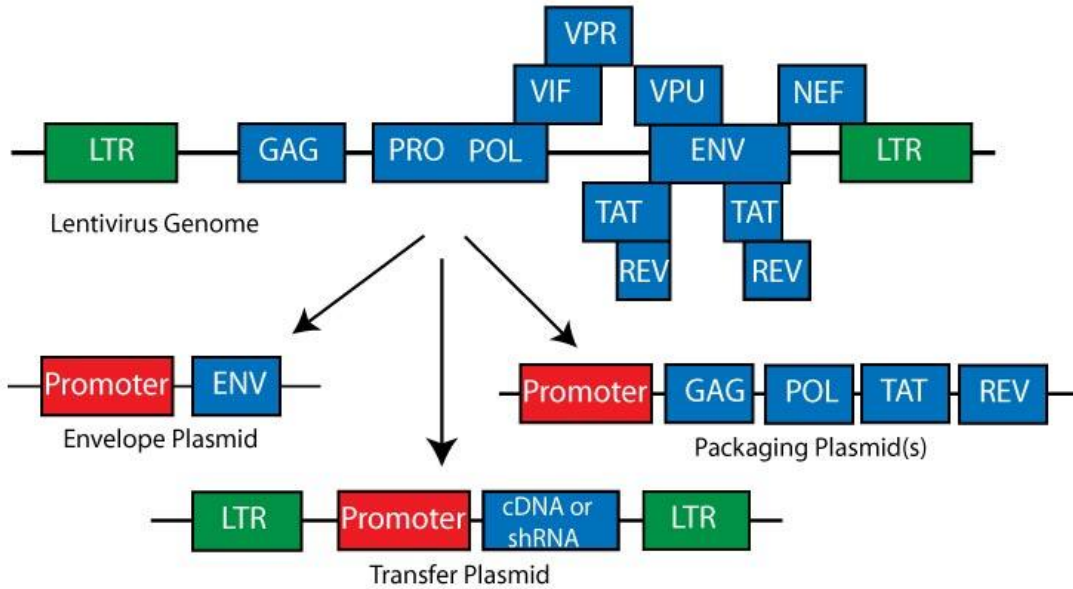 VPR
VIF
VPU
NEF
LTR
GAG
PRO POL
ENV
LTR
TAT
TAT
Lentivirus Genome
REV
REV
Promoter
ENV
Envelope Plasmid
Promoter
GAG
POL
TAT
REV
Packaging Plasmid(s)
LTR
Promoter
cDNA or
shRNA
LTR
Transfer Plasmid